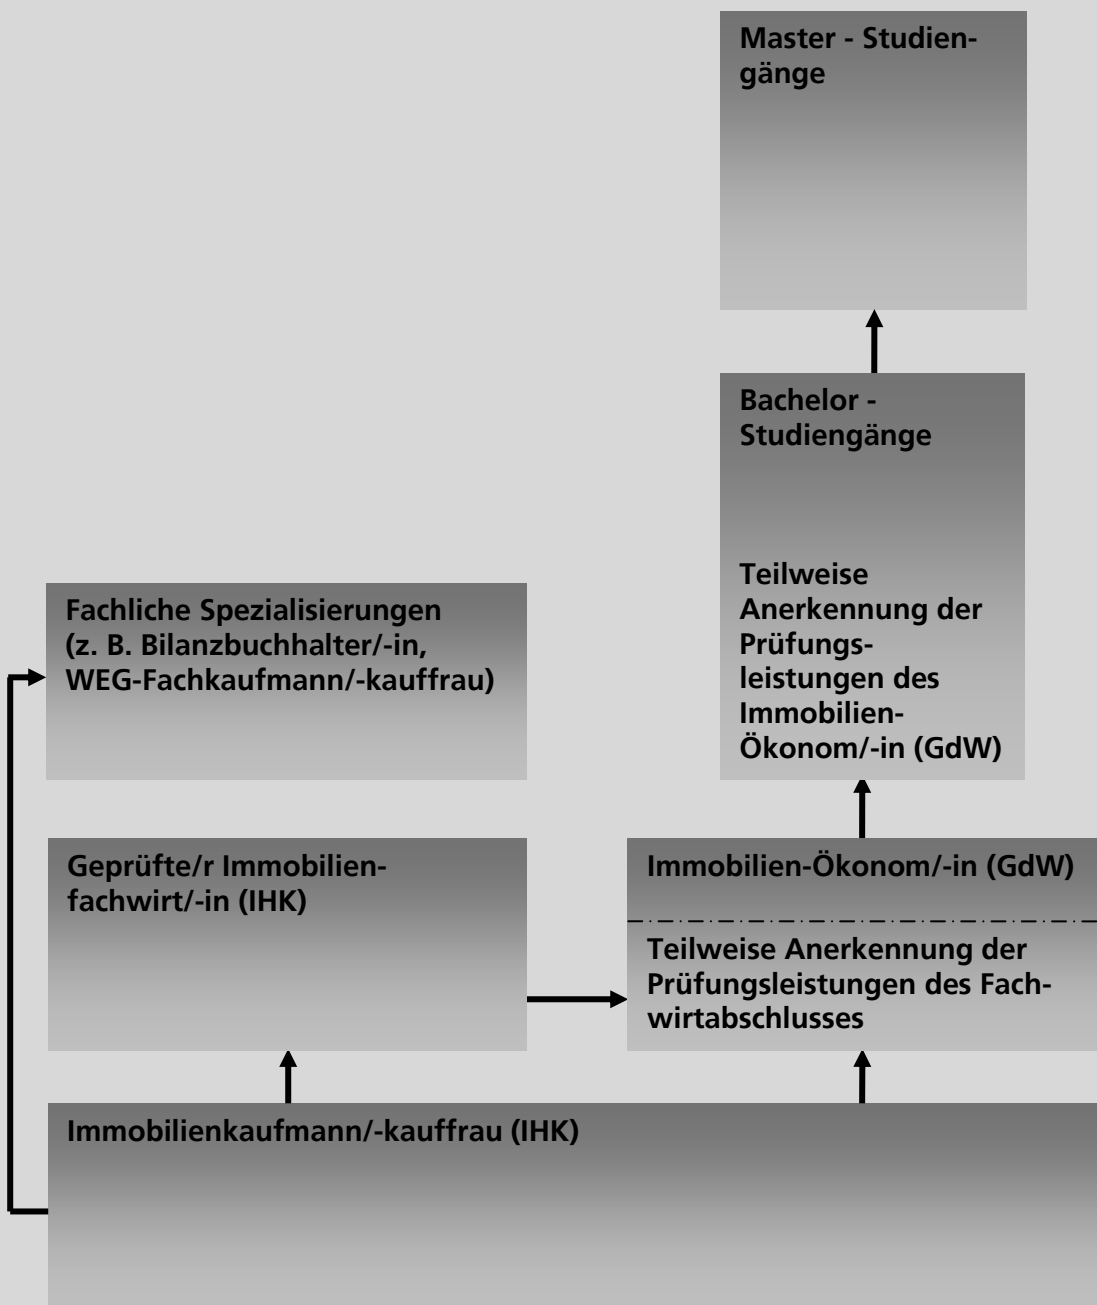 Master - Studien-
gänge
Bachelor -
Studiengänge
Teilweise
Anerkennung der
Prüfungs-
leistungen des
Immobilien-
Ökonom/-in (GdW)
Fachliche Spezialisierungen
(z. B. Bilanzbuchhalter/-in,
WEG-Fachkaufmann/-kauffrau)
Geprüfte/r Immobilien-
fachwirt/-in (IHK)
Immobilien-Ökonom/-in (GdW)
Teilweise Anerkennung der
Prüfungsleistungen des Fach-
wirtabschlusses
Immobilienkaufmann/-kauffrau (IHK)